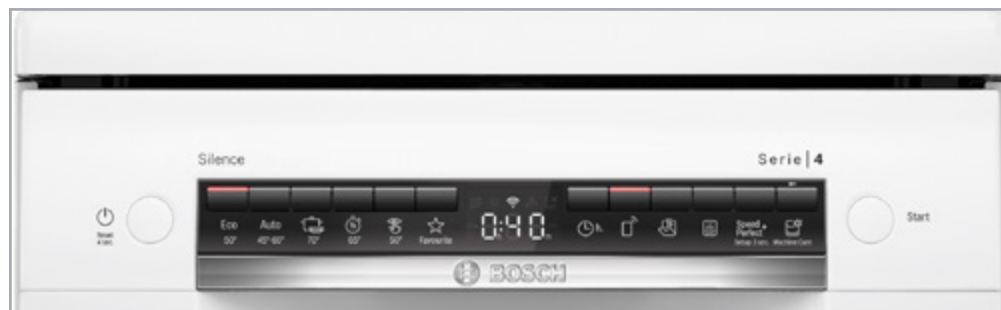 Silence
Serie | 4
Eco
50°
Auto
45°-65°
70°
65°
50°
Favourite
0:40
h
Speed
Perfect+
Setup 3 sec.
Machine Care
Reset
4 sec.
Start
BOSCH